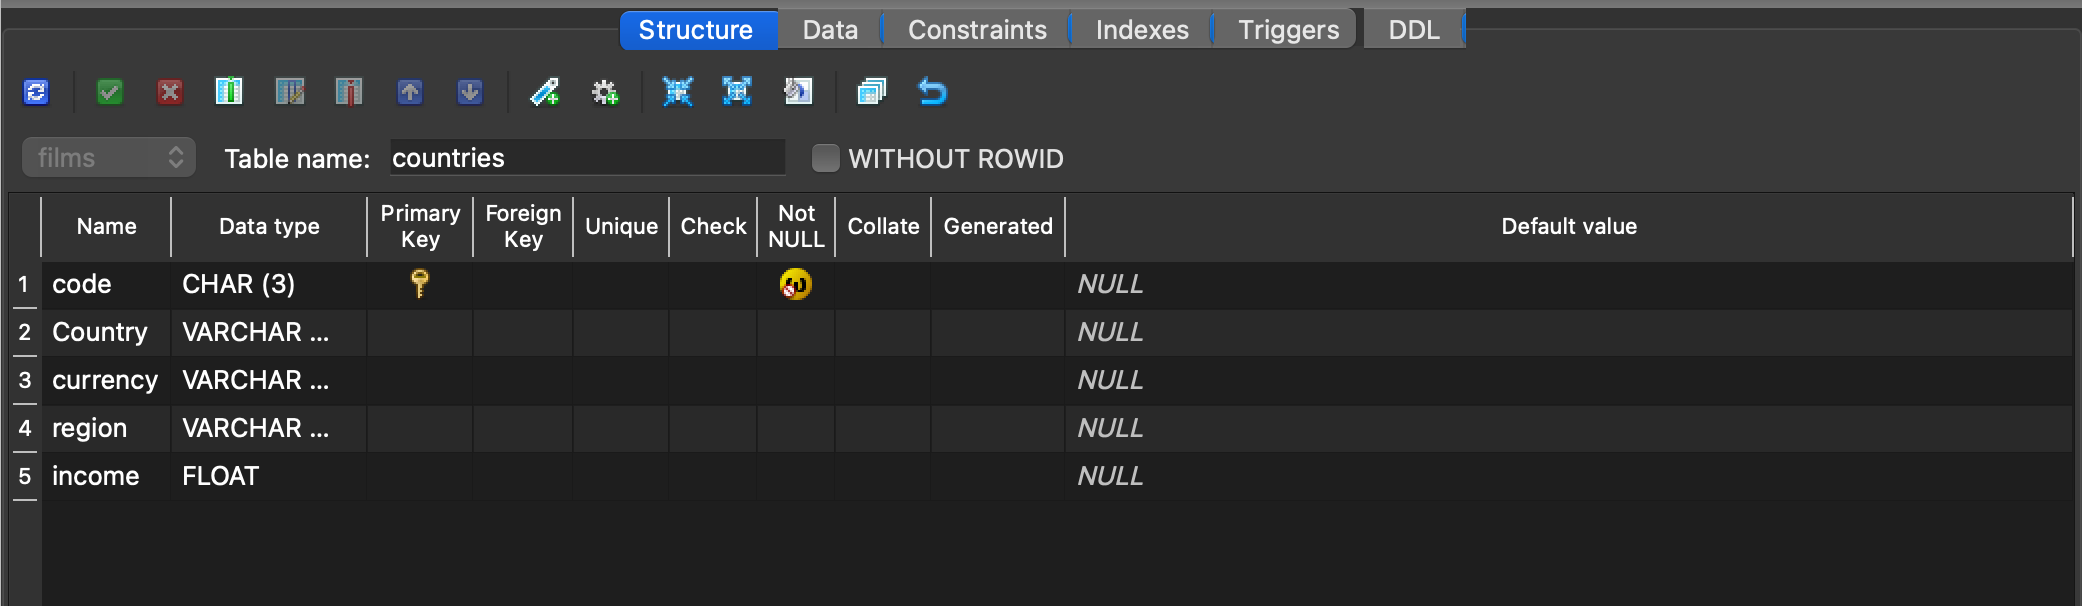 Structure Data Constraints Indexes Triggers DDL
films Table name: countries WITHOUT ROWID
Name Data type Primary Key Foreign Key Unique Check Not NULL Collate Generated Default value
1 code CHAR (3) NULL
2 Country VARCHAR ... NULL
3 currency VARCHAR ... NULL
4 region VARCHAR ... NULL
5 income FLOAT NULL